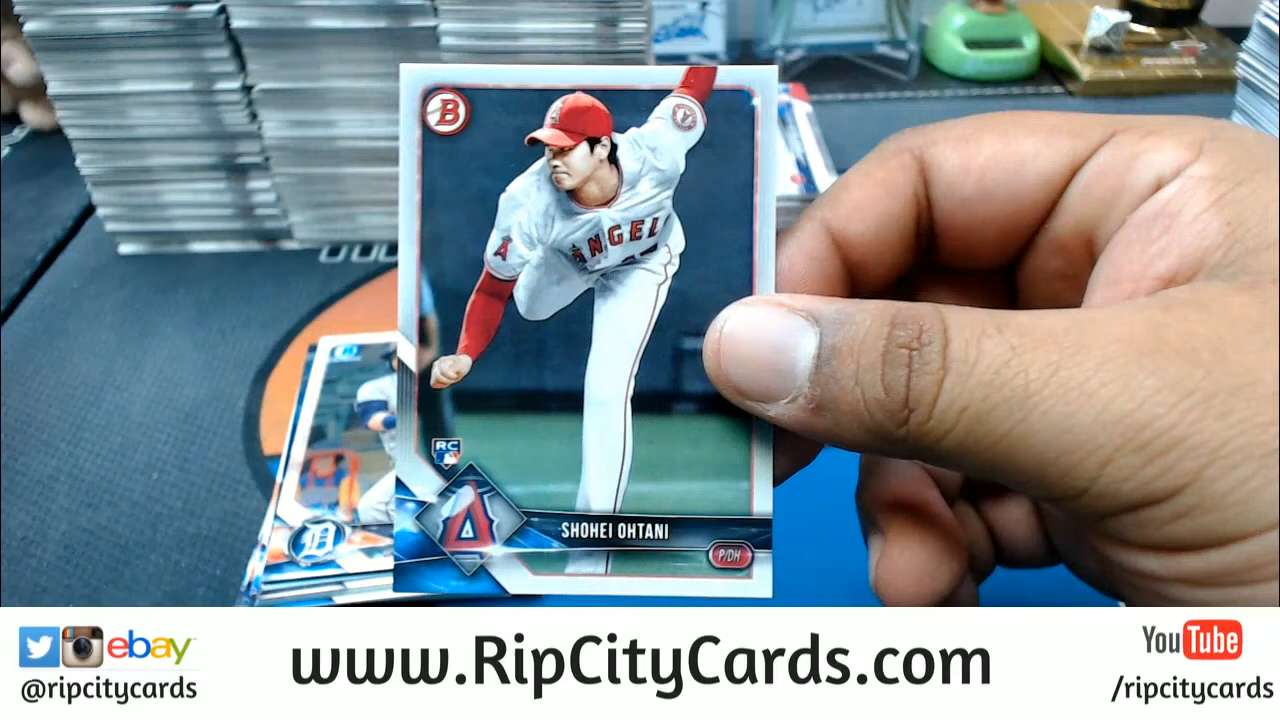 B
ANGEL
A
RC
A
D
SHOHEI OHTANI
P/DH
ebay
@ripcitycards
www.RipCityCards.com
YouTube
/ripcitycards